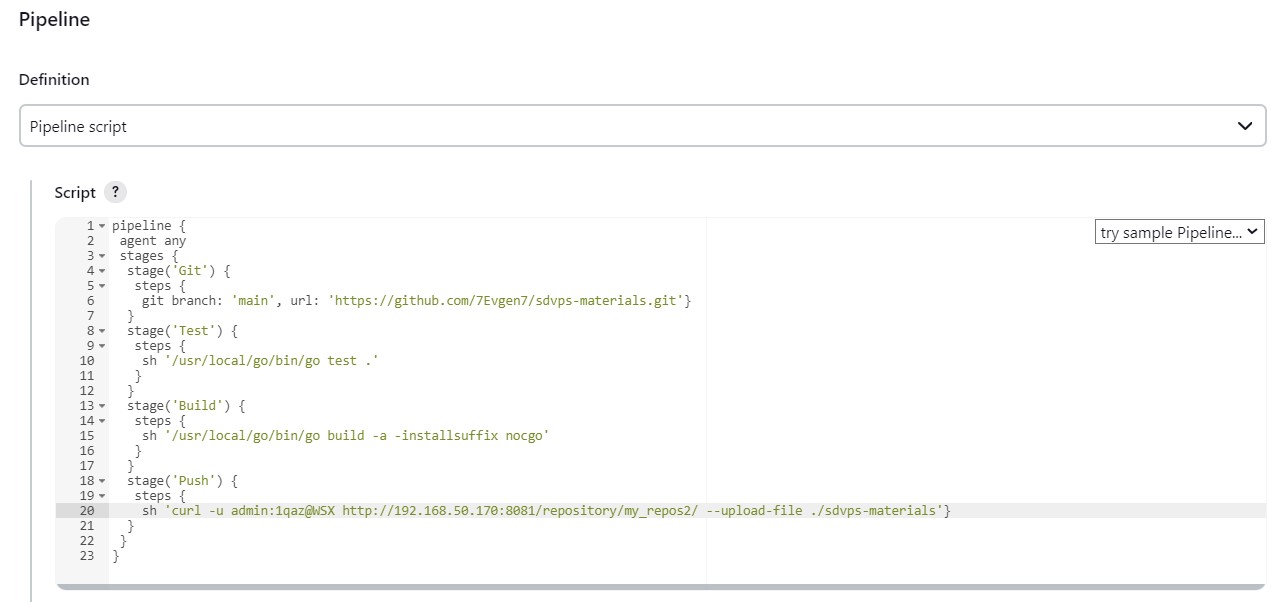 Pipeline
Definition
Pipeline script
Script ?
try sample Pipeline...
1 pipeline {
2 agent any
3 stages {
4 stage('Git') {
5 steps {
6 git branch: 'main', url: 'https://github.com/7Evgen7/sdvps-materials.git'}
7 }
8 stage('Test') {
9 steps {
10 sh '/usr/local/go/bin/go test .'
11 }
12 }
13 stage('Build') {
14 steps {
15 sh '/usr/local/go/bin/go build -a -installsuffix nocgo'
16 }
17 }
18 stage('Push') {
19 steps {
20 sh 'curl -u admin:1qaz@WSX http://192.168.50.170:8081/repository/my_repos2/ --upload-file ./sdvps-materials'}
21 }
22 }
23 }